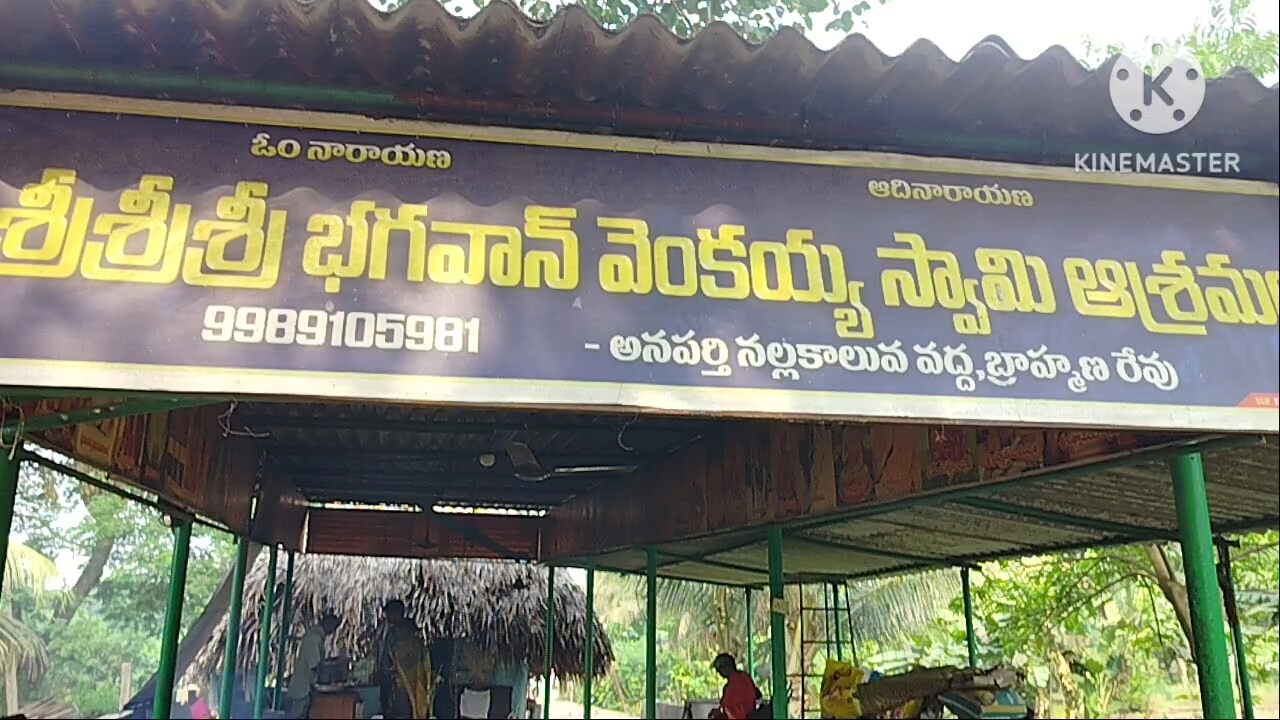 ఓం నారాయణ
ఆదినారాయణ
శ్రీశ్రీశ్రీ భగవాన్ వెంకయ్య స్వామి ఆశ్రమం
9989105981
- అనపర్తి నల్లకాలువ వద్ద, బ్రాహ్మణ రేవు
K
KINEMASTER